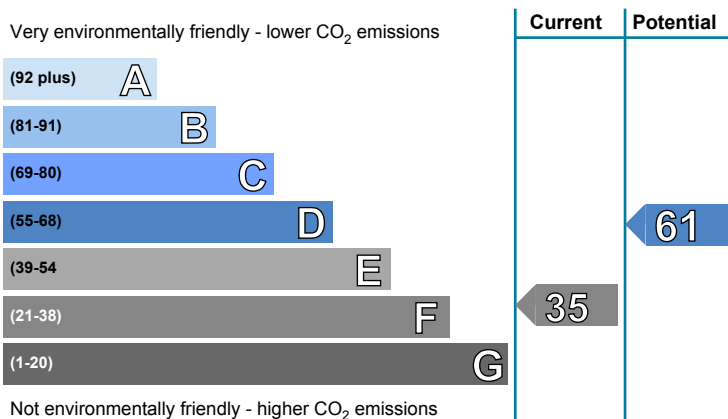 Current Potential
Very environmentally friendly - lower CO₂ emissions
(92 plus) A
(81-91) B
(69-80) C
(55-68) D
61
(39-54 E
(21-38) F
35
(1-20) G
Not environmentally friendly - higher CO₂ emissions